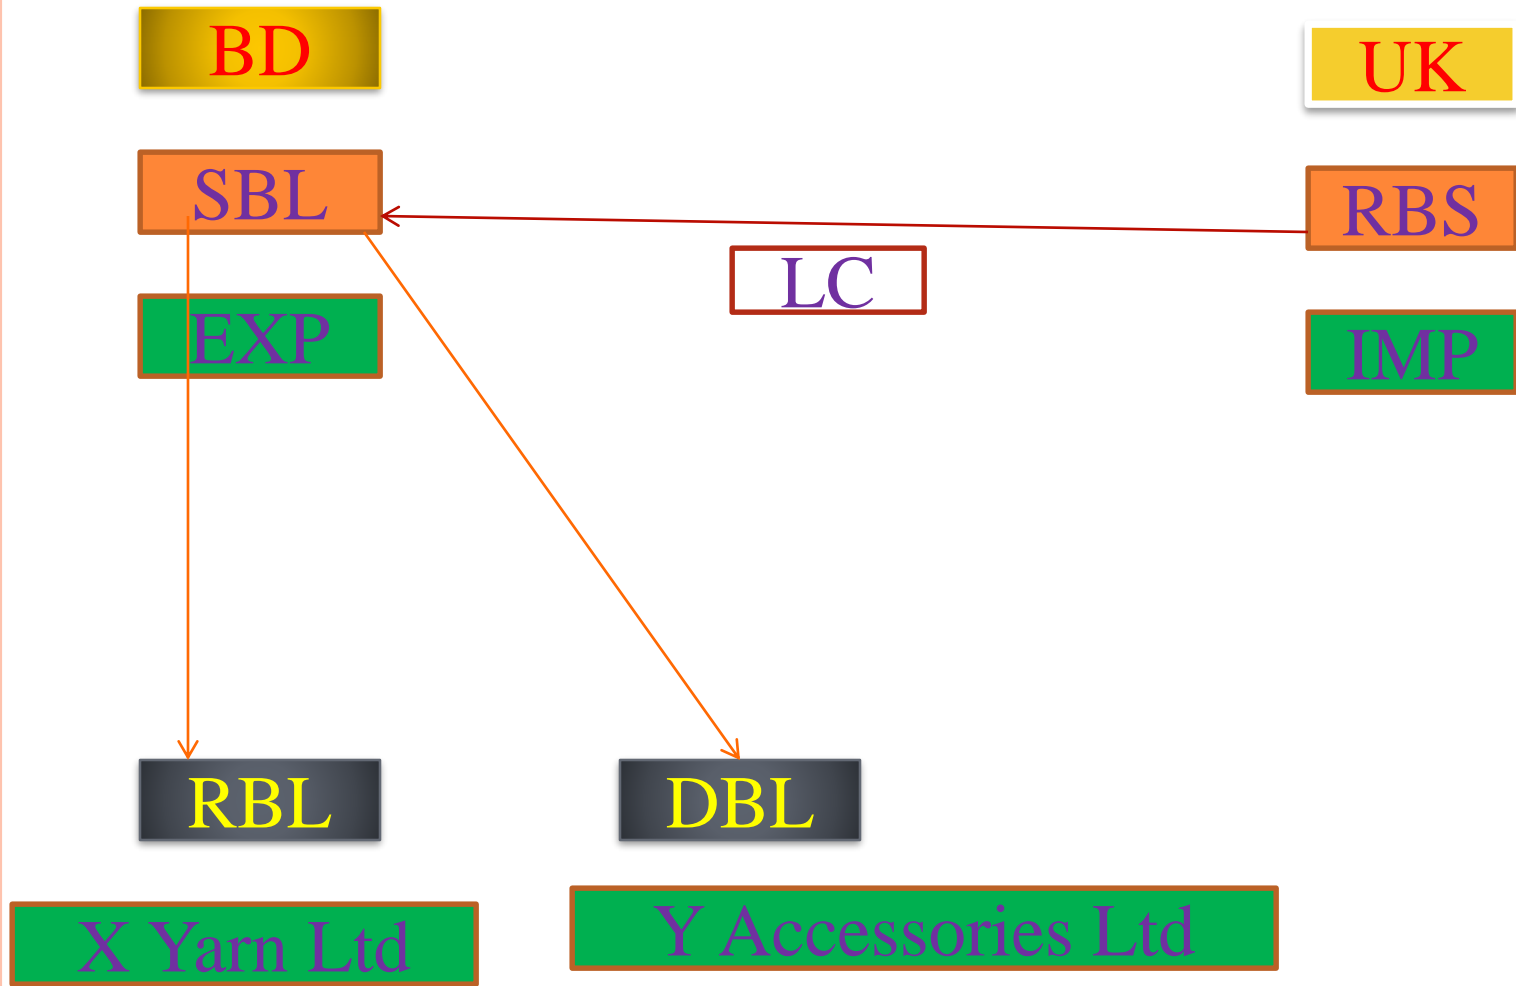 BD
UK
SBL
RBS
LC
EXP
IMP
RBL
DBL
X Yarn Ltd
Y Accessories Ltd